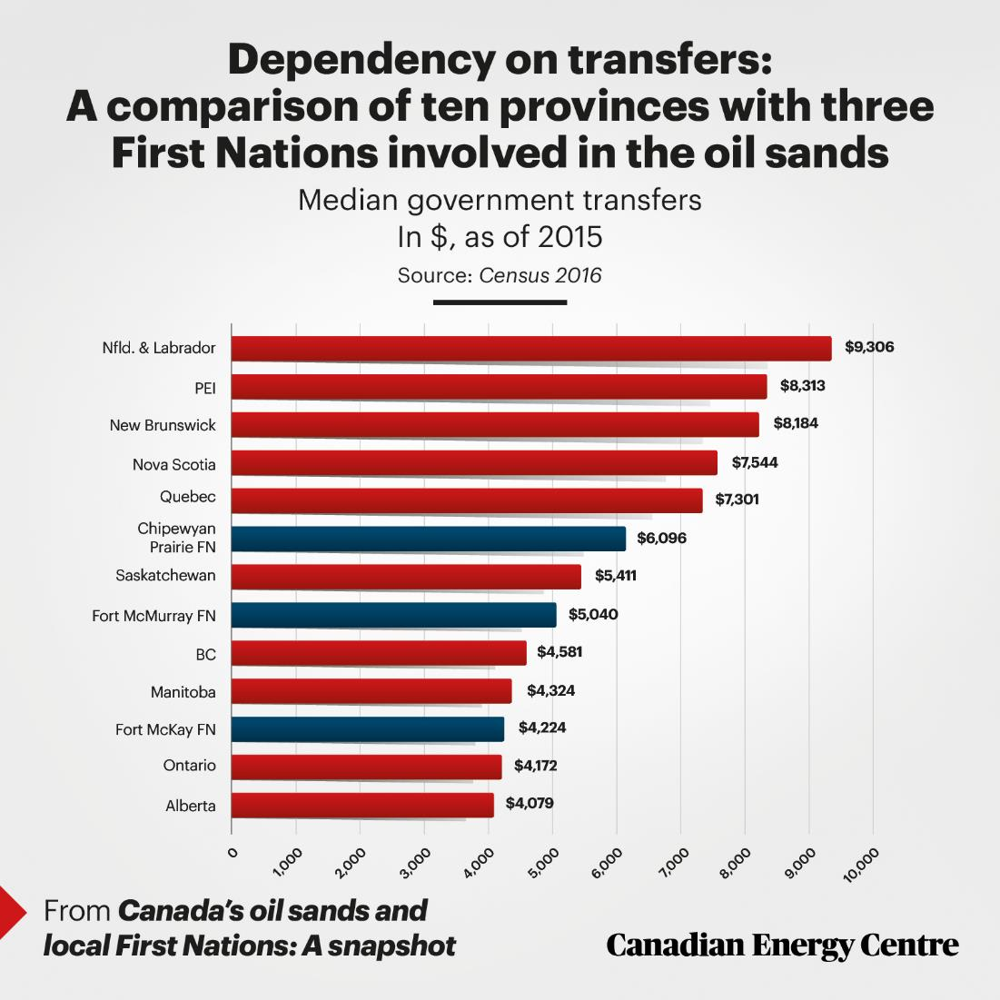 Dependency on transfers:
A comparison of ten provinces with three
First Nations involved in the oil sands
Median government transfers
In $, as of 2015
Source: Census 2016
Nfld. & Labrador $9,306
PEI $8,313
New Brunswick $8,184
Nova Scotia $7,544
Quebec $7,301
Chipewyan
Prairie FN $6,096
Saskatchewan $5,411
Fort McMurray FN $5,040
BC $4,581
Manitoba $4,324
Fort McKay FN $4,224
Ontario $4,172
Alberta $4,079
0 1,000 2,000 3,000 4,000 5,000 6,000 7,000 8,000 9,000 10,000
From Canada's oil sands and
local First Nations: A snapshot
Canadian Energy Centre